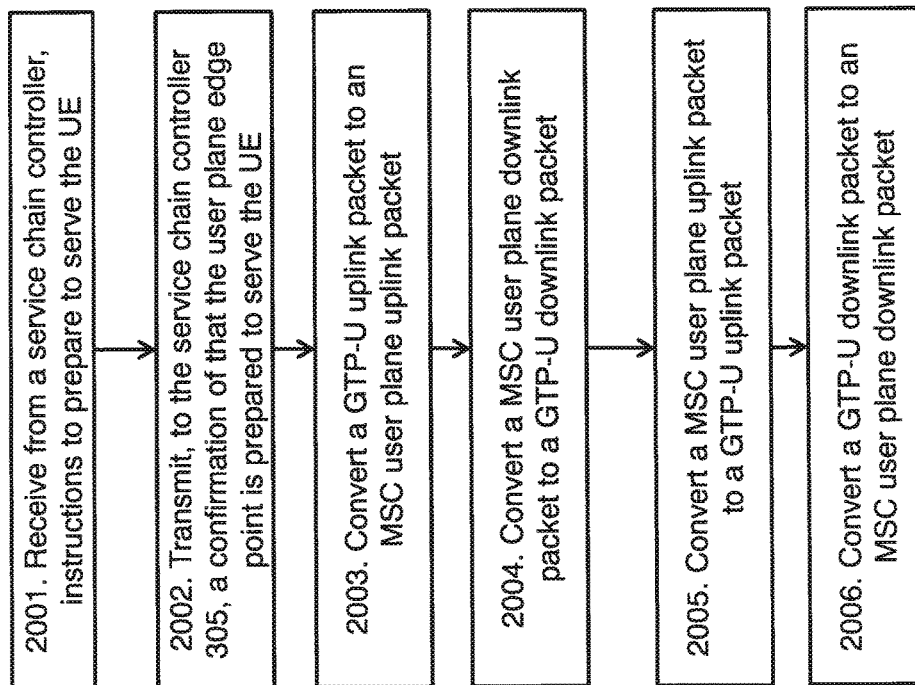 2001. Receive from a service chain controller,
instructions to prepare to serve the UE
2002. Transmit, to the service chain controller
305, a confirmation of that the user plane edge
point is prepared to serve the UE
2003. Convert a GTP-U uplink packet to an
MSC user plane uplink packet
2004. Convert a MSC user plane downlink
packet to a GTP-U downlink packet
2005. Convert a MSC user plane uplink packet
to a GTP-U uplink packet
2006. Convert a GTP-U downlink packet to an
MSC user plane downlink packet